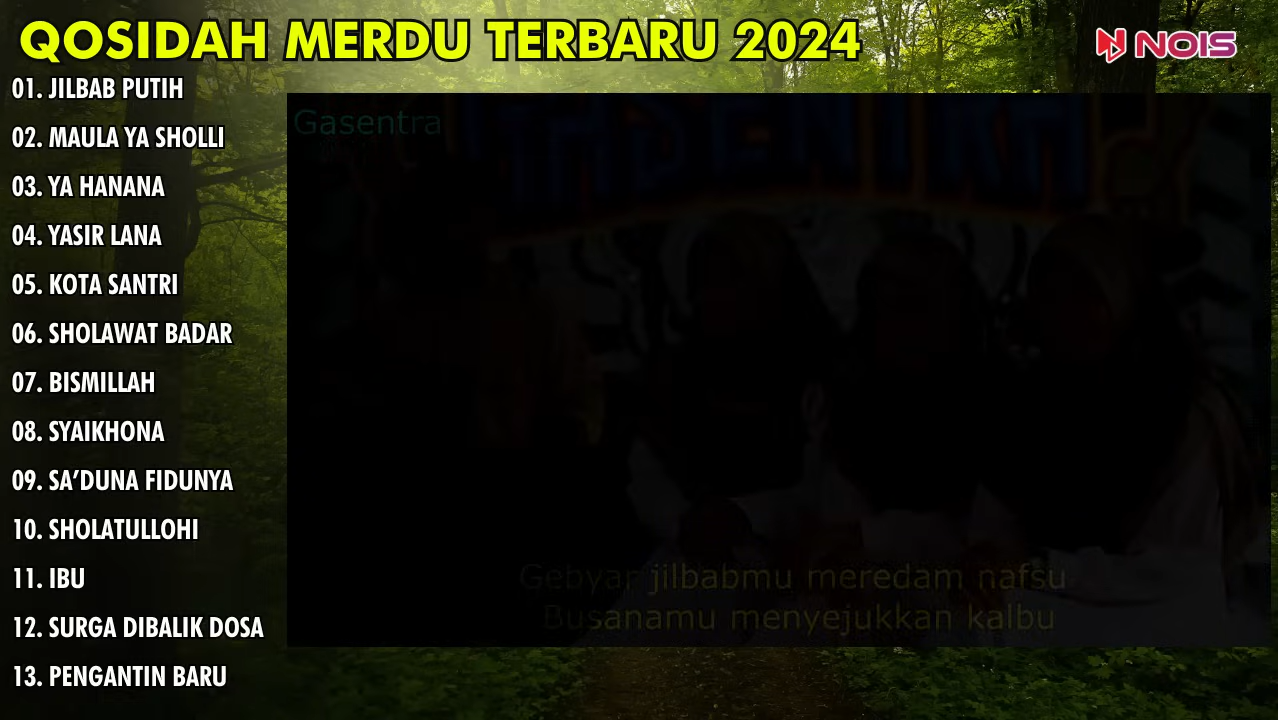 QOSIDAH MERDU TERBARU 2024
NOIS
01. JILBAB PUTIH
02. MAULA YA SHOLLI
03. YA HANANA
04. YASIR LANA
05. KOTA SANTRI
06. SHOLAWAT BADAR
07. BISMILLAH
08. SYAIKHONA
09. SA’DUNA FIDUNYA
10. SHOLATULLOHI
11. IBU
12. SURGA DIBALIK DOSA
13. PENGANTIN BARU
Gasentra
Gebyar jilbabmu meredam nafsu
Busanamu menyejukkan kalbu